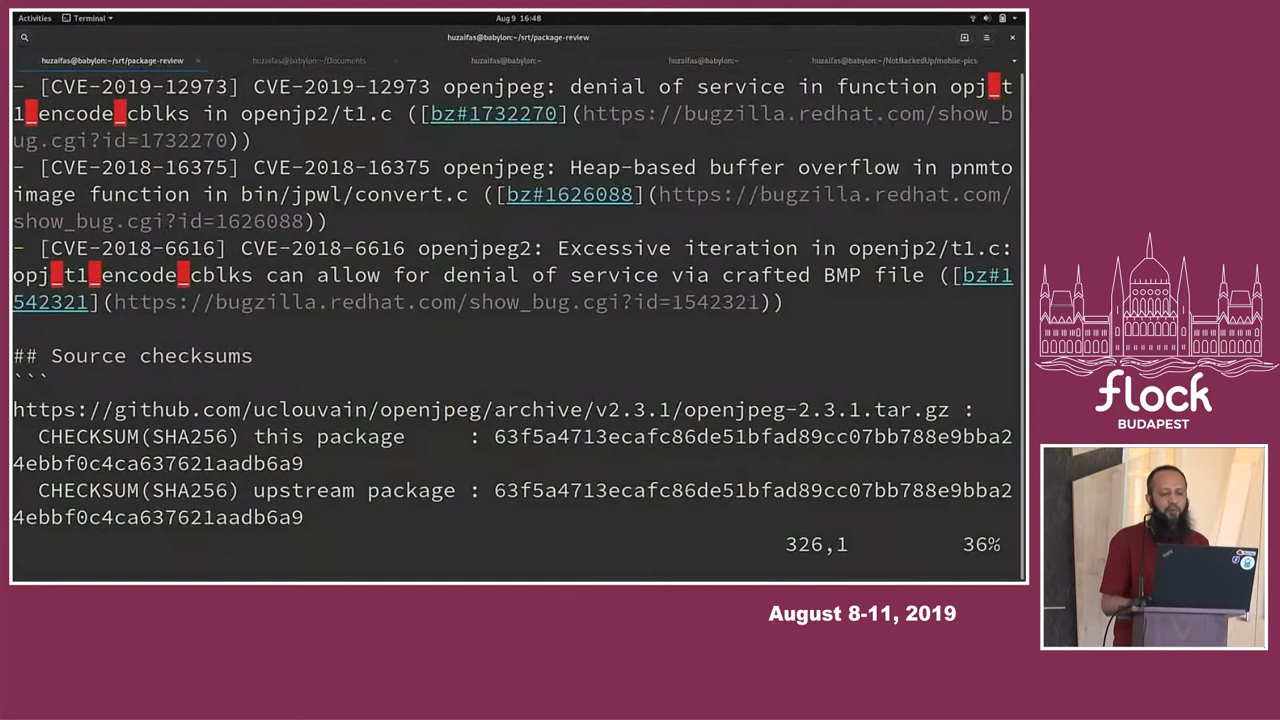 Activities Terminal Aug 9 16:48
huzaifas@babylon:~/srt/package-review
huzaifas@babylon:~/srt/package-review huzaifas@babylon:~/Documents huzaifas@babylon:~ huzaifas@babylon:~ huzaifas@babylon:~/NotBackedUp/mobile-pics
- [CVE-2019-12973] CVE-2019-12973 openjpeg: denial of service in function opj_t
1_encode_cblks in openjp2/t1.c ([bz#1732270](https://bugzilla.redhat.com/show_b
ug.cgi?id=1732270))
- [CVE-2018-16375] CVE-2018-16375 openjpeg: Heap-based buffer overflow in pnmto
image function in bin/jpwl/convert.c ([bz#1626088](https://bugzilla.redhat.com/
show_bug.cgi?id=1626088))
- [CVE-2018-6616] CVE-2018-6616 openjpeg2: Excessive iteration in openjp2/t1.c:
opj_t1_encode_cblks can allow for denial of service via crafted BMP file ([bz#1
542321](https://bugzilla.redhat.com/show_bug.cgi?id=1542321))
## Source checksums
```
https://github.com/uclouvain/openjpeg/archive/v2.3.1/openjpeg-2.3.1.tar.gz :
CHECKSUM(SHA256) this package : 63f5a4713ecafc86de51bfad89cc07bb788e9bba2
4ebbf0c4ca637621aadb6a9
CHECKSUM(SHA256) upstream package : 63f5a4713ecafc86de51bfad89cc07bb788e9bba2
4ebbf0c4ca637621aadb6a9
326,1 36%
flock
BUDAPEST
August 8-11, 2019